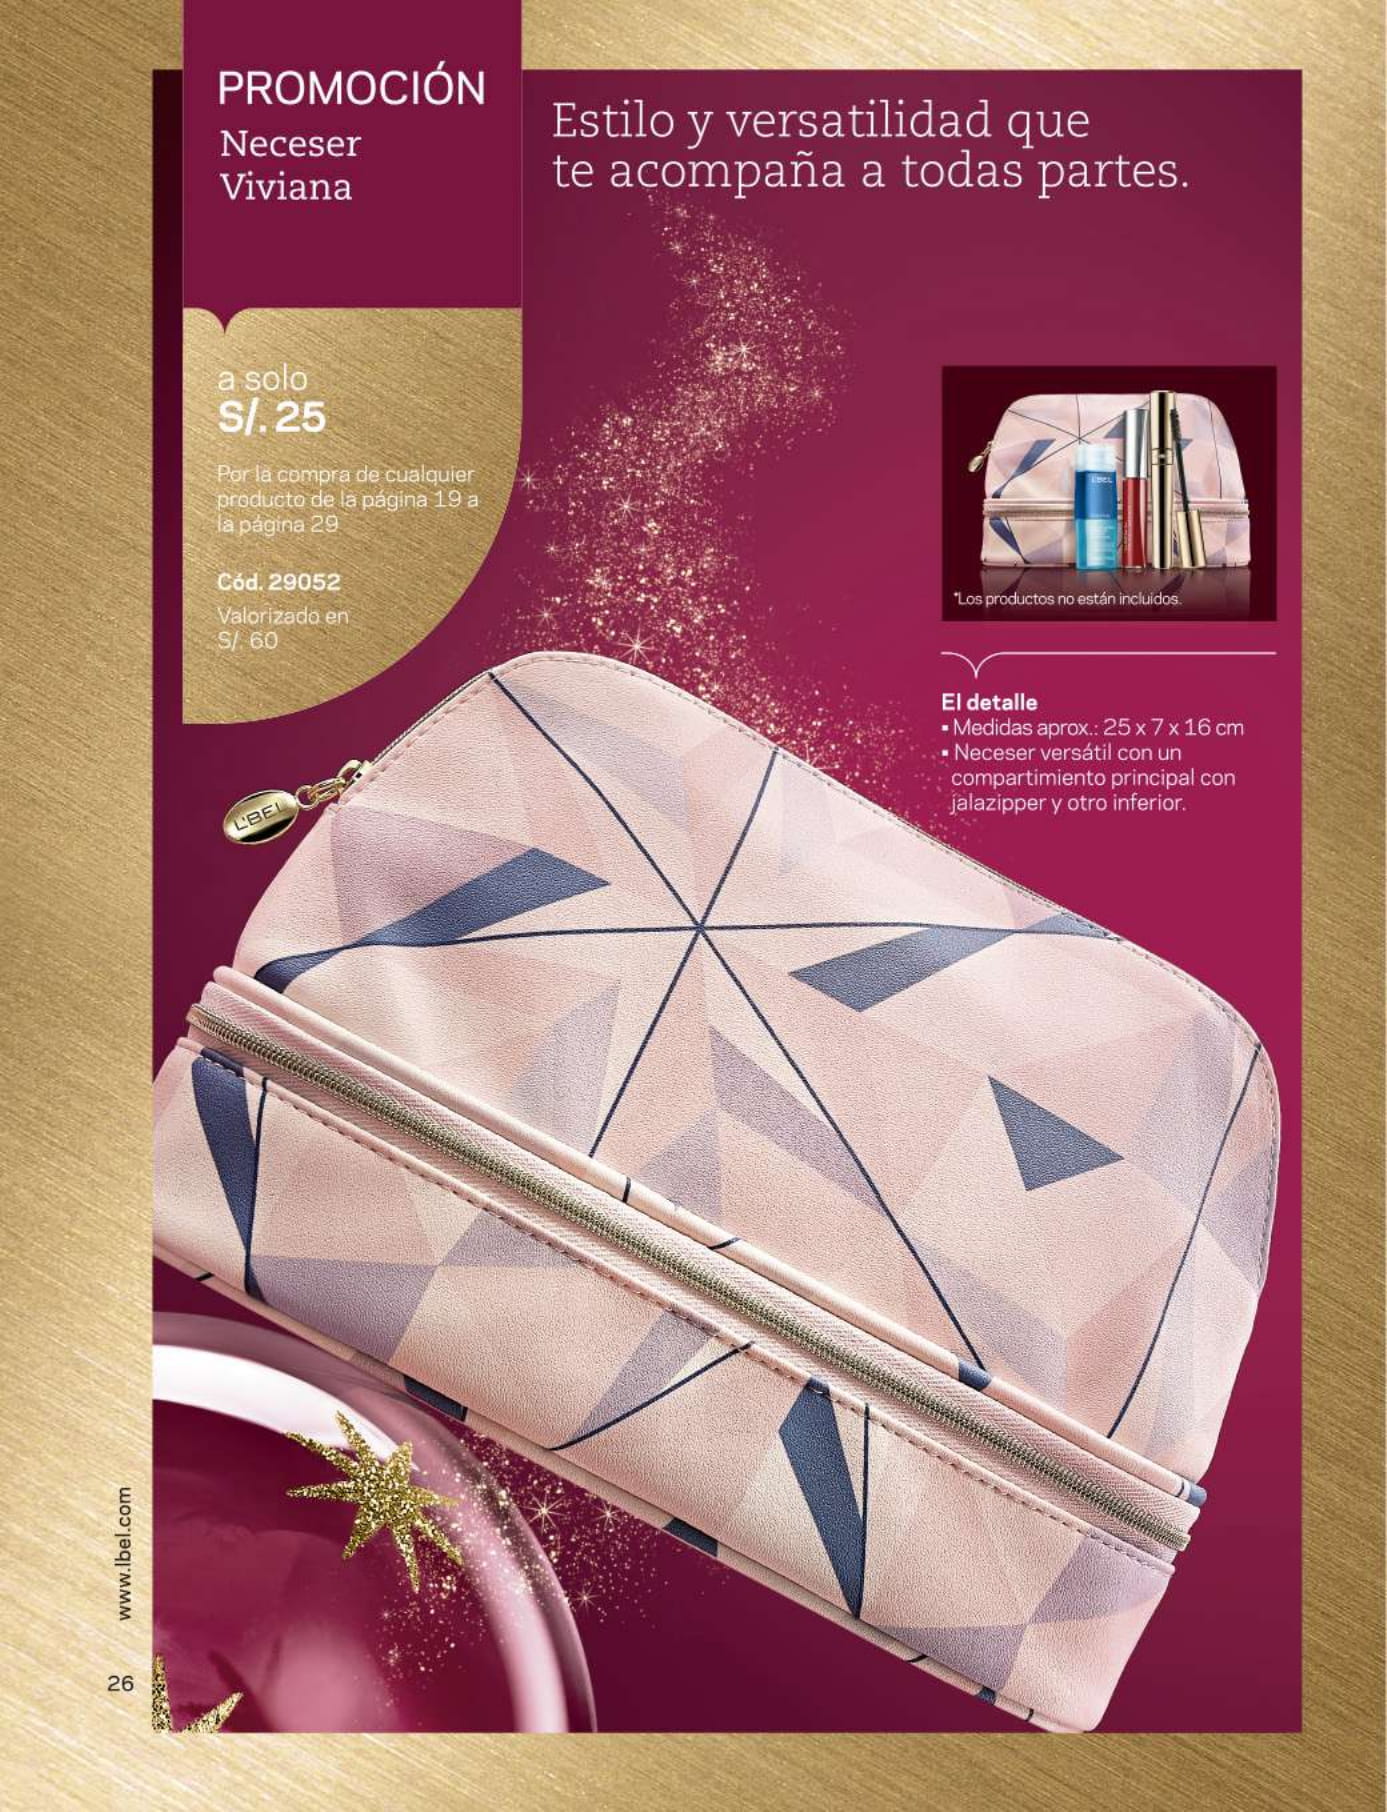 PROMOCIÓN
Neceser
Viviana
Estilo y versatilidad que
te acompaña a todas partes.
a solo
S/. 25
Por la compra de cualquier
producto de la página 19 a
la página 29
Cód. 29052
Valorizado en
S/. 60
L'BEL
*Los productos no están incluidos.
El detalle
▪ Medidas aprox.: 25 x 7 x 16 cm
▪ Neceser versátil con un
compartimiento principal con
jalazipper y otro inferior.
L'BEL
www.lbel.com
26